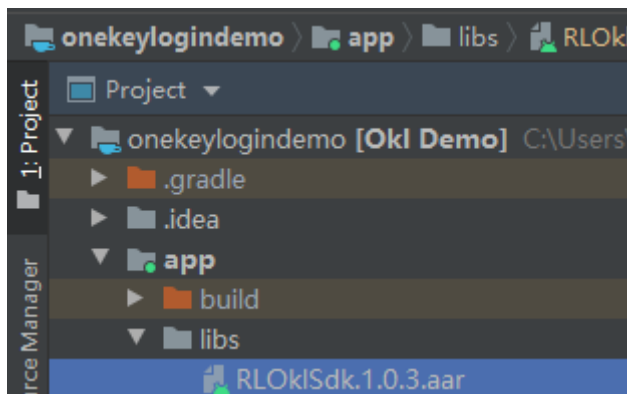 onekeylogindemo 〉 app 〉 libs 〉 RLOk
1: Project
Project
onekeylogindemo [Okl Demo] C:\Users\
.gradle
.idea
app
build
libs
RLOklSdk.1.0.3.aar
Manager